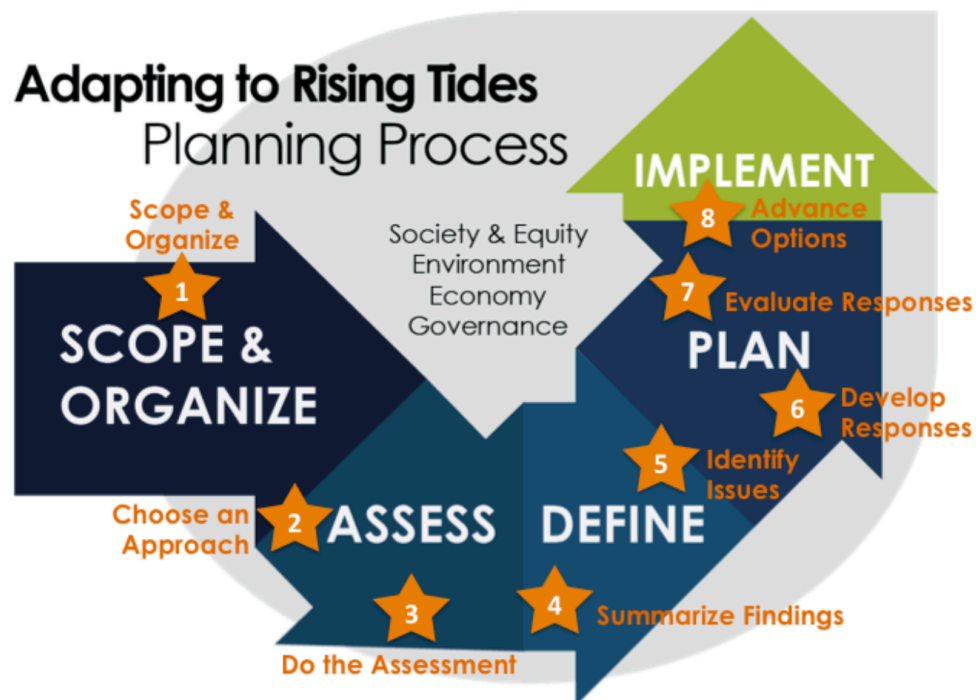 Adapting to Rising Tides
Planning Process
Society & Equity
Environment
Economy
Governance
Scope &
Organize
1
SCOPE &
ORGANIZE
Choose an
Approach
2
ASSESS
3
Do the Assessment
DEFINE
4
Summarize Findings
5
Identify
Issues
PLAN
6
Develop
Responses
7
Evaluate Responses
IMPLEMENT
8
Advance
Options